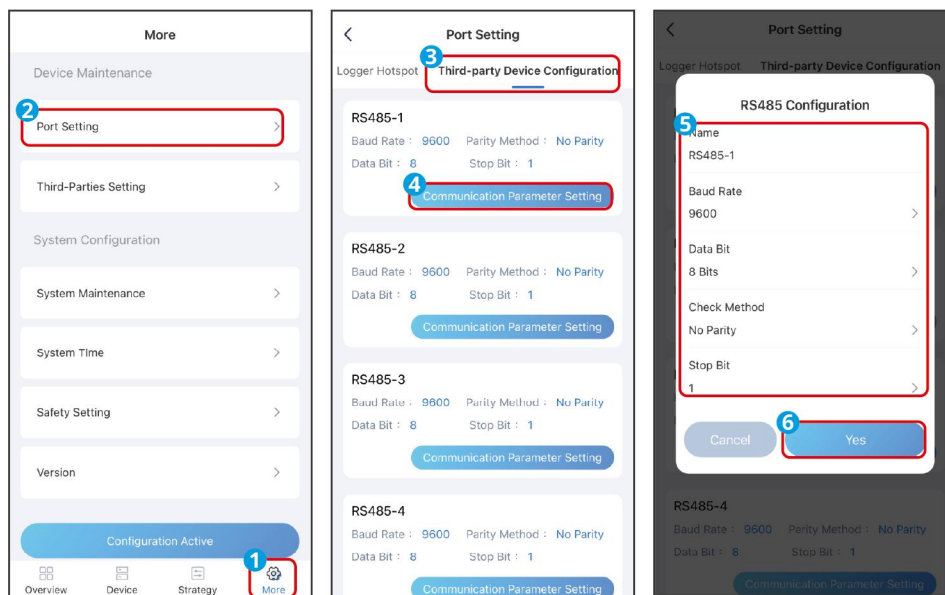 More
Device Maintenance
2
Port Setting
Third-Parties Setting
System Configuration
System Maintenance
System Time
Safety Setting
Version
Configuration Active
1
Overview Device Strategy More
Port Setting
3
Logger Hotspot Third-party Device Configuration
RS485-1
Baud Rate : 9600 Parity Method : No Parity
Data Bit : 8 Stop Bit : 1
4
Communication Parameter Setting
RS485-2
Baud Rate : 9600 Parity Method : No Parity
Data Bit : 8 Stop Bit : 1
Communication Parameter Setting
RS485-3
Baud Rate : 9600 Parity Method : No Parity
Data Bit : 8 Stop Bit : 1
Communication Parameter Setting
RS485-4
Baud Rate : 9600 Parity Method : No Parity
Data Bit : 8 Stop Bit : 1
Communication Parameter Setting
Port Setting
Logger Hotspot Third-party Device Configuration
RS485 Configuration
5
Name
RS485-1
Baud Rate
9600
Data Bit
8 Bits
Check Method
No Parity
Stop Bit
1
6
Cancel Yes
RS485-4
Baud Rate : 9600 Parity Method : No Parity
Data Bit : 8 Stop Bit : 1
Communication Parameter Setting